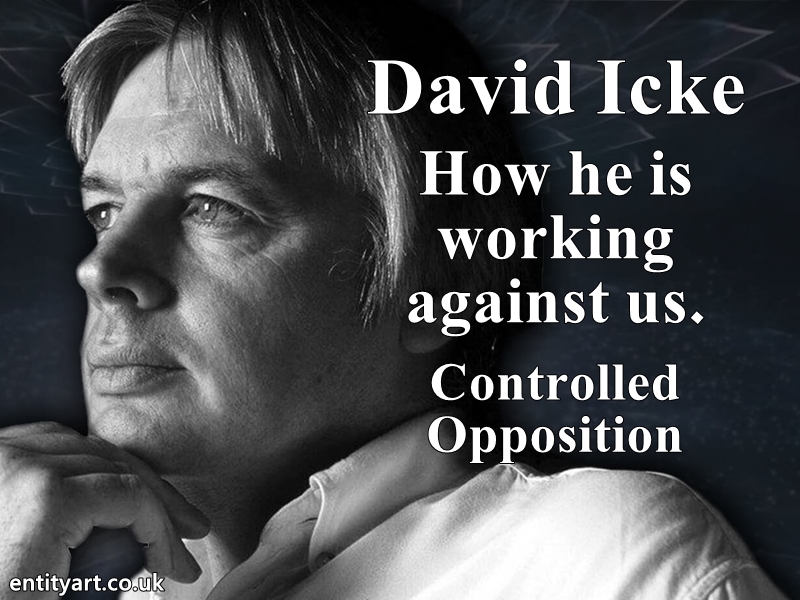 David Icke
How he is
working
against us.
Controlled
Opposition
entityart.co.uk